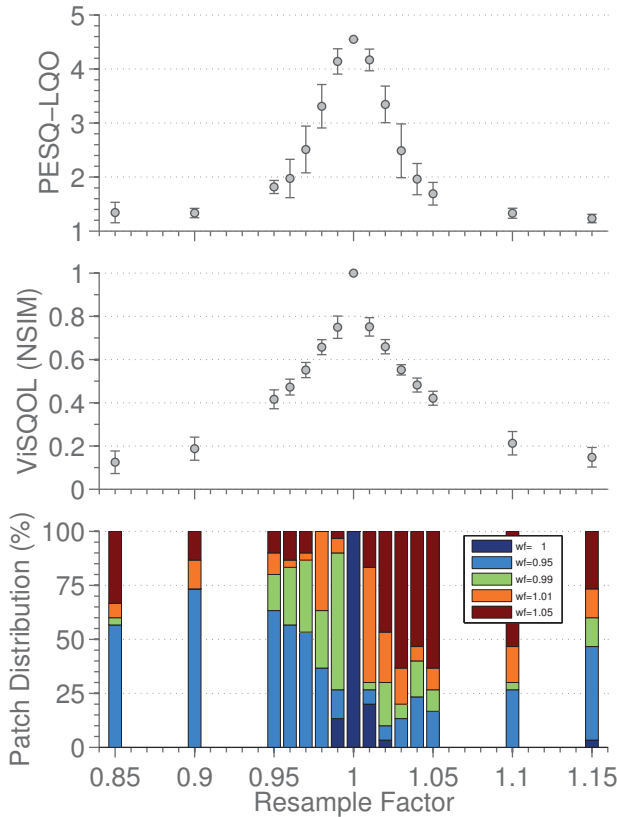 5
4
3
2
1
PESQ-LQO
1
0.8
0.6
0.4
0.2
0
ViSQOL (NSIM)
100
75
50
25
0
Patch Distribution (%)
wf= 1
wf=0.95
wf=0.99
wf=1.01
wf=1.05
0.85 0.9 0.95 1 1.05 1.1 1.15
Resample Factor